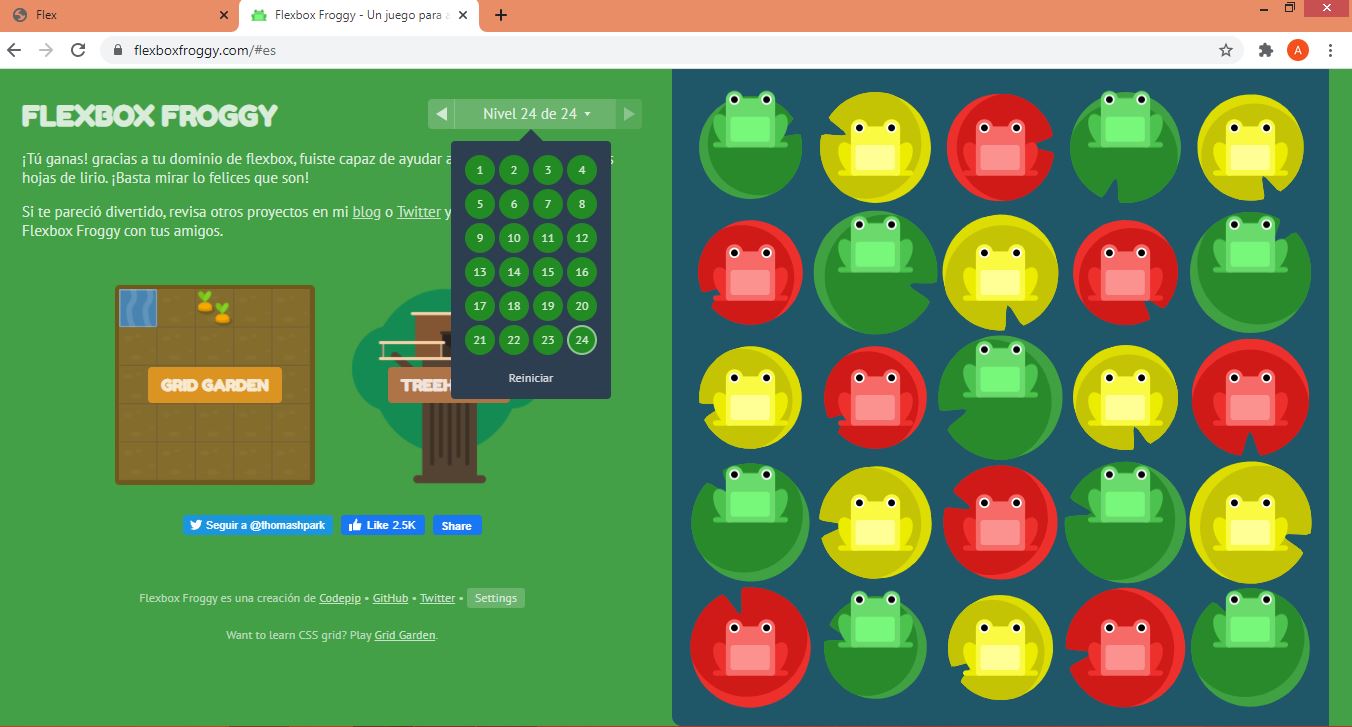 Flex
Flexbox Froggy - Un juego para
flexboxfroggy.com/#es
A
FLEXBOX FROGGY
Nivel 24 de 24
¡Tú ganas! gracias a tu dominio de flexbox, fuiste capaz de ayudar
hojas de lirio. ¡Basta mirar lo felices que son!
Si te pareció divertido, revisa otros proyectos en mi blog o Twitter y
Flexbox Froggy con tus amigos.
1 2 3 4
5 6 7 8
9 10 11 12
13 14 15 16
17 18 19 20
21 22 23 24
Reiniciar
GRID GARDEN
TREEH
Seguir a @thomashpark
Like 2.5K
Share
Flexbox Froggy es una creación de Codepip • GitHub • Twitter • Settings
Want to learn CSS grid? Play Grid Garden.